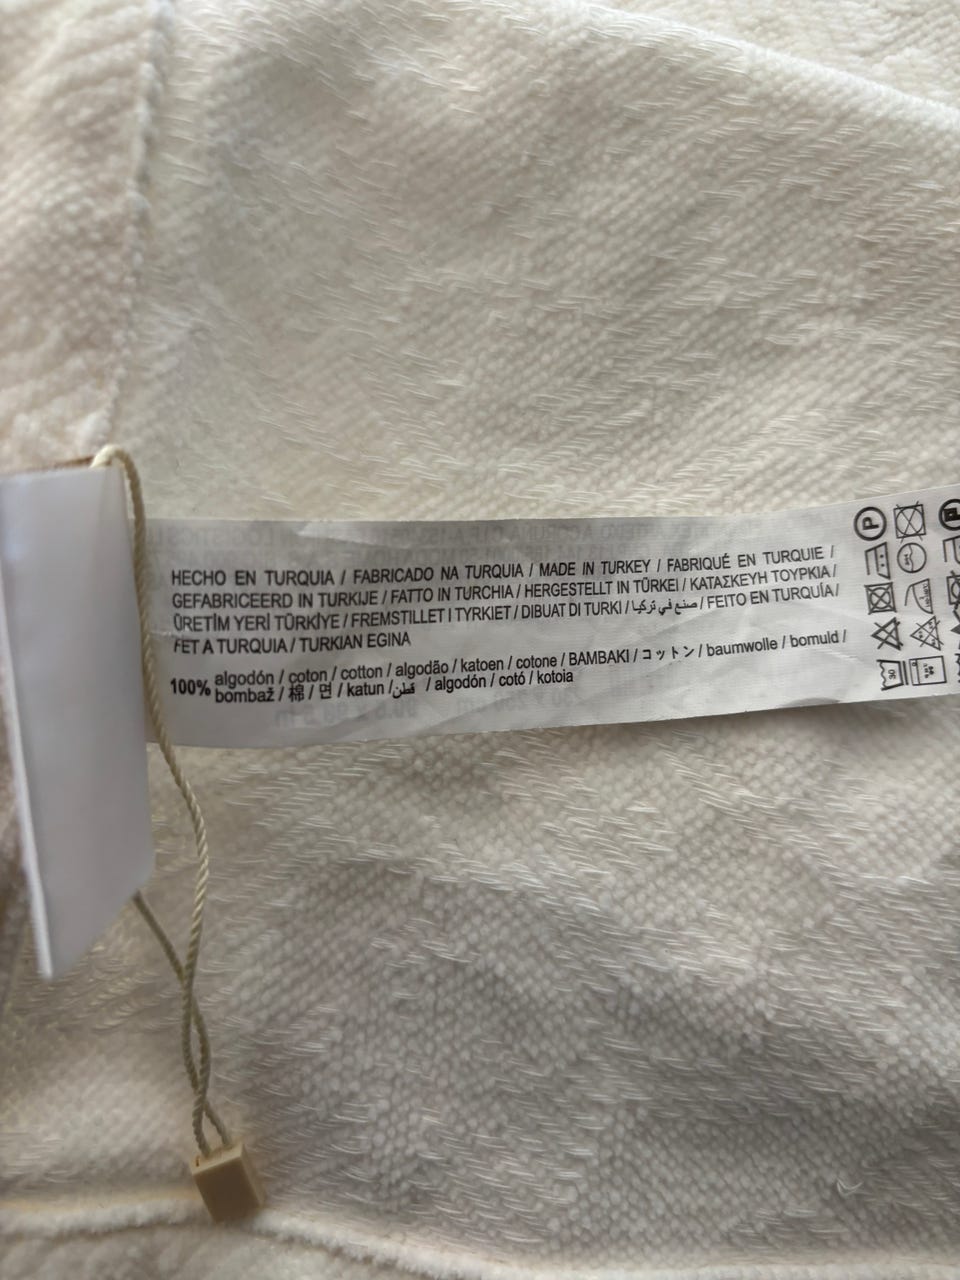 HECHO EN TURQUIA / FABRICADO NA TURQUIA / MADE IN TURKEY / FABRIQUÉ EN TURQUIE /
GEFABRICEERD IN TURKIJE / FATTO IN TURCHIA / HERGESTELLT IN TÜRKEI / ΚΑΤΑΣΚΕΥΗ ΤΟΥΡΚΙΑ /
ÜRETİM YERİ TÜRKİYE / FREMSTILLET I TYRKIET / DIBUAT DI TURKI / صنع في تركيا / FEITO EN TURQUÍA /
FET A TURQUIA / TURKIAN EGINA
100% algodón / coton / cotton / algodão / katoen / cotone / BAMBAKI / コットン / baumwolle / bomuld /
bombaž / 棉 / 면 / katun / قطن / algodón / cotó / kotoia
P